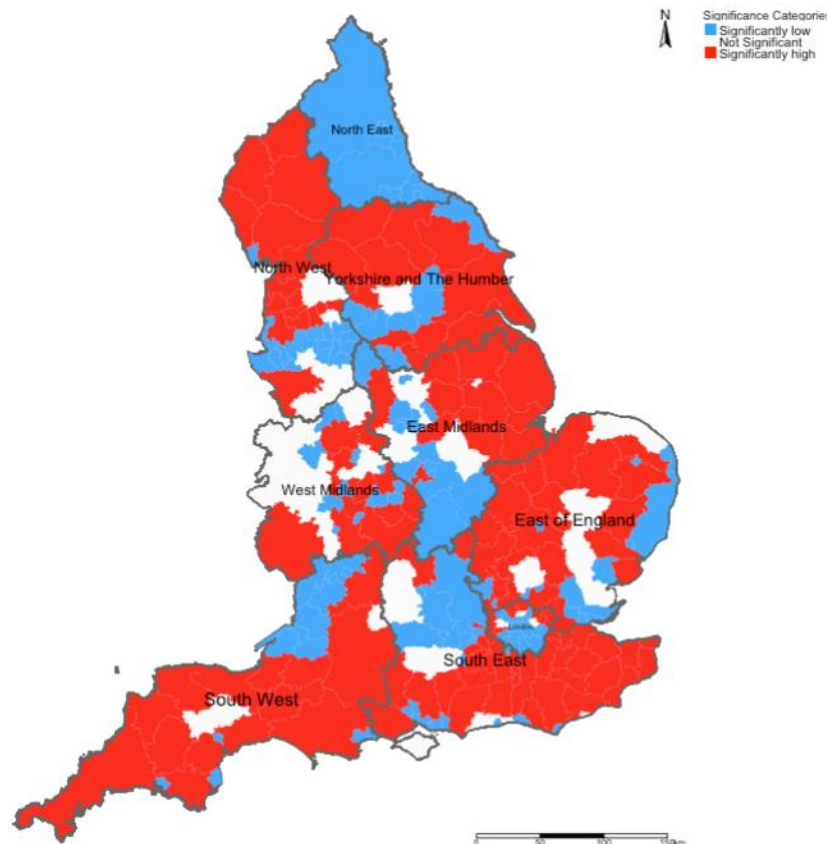 N
Significance Categories
Significantly low
Not Significant
Significantly high
North East
North West
Yorkshire and The Humber
East Midlands
West Midlands
East of England
London
South East
South West
0 50 100 150km